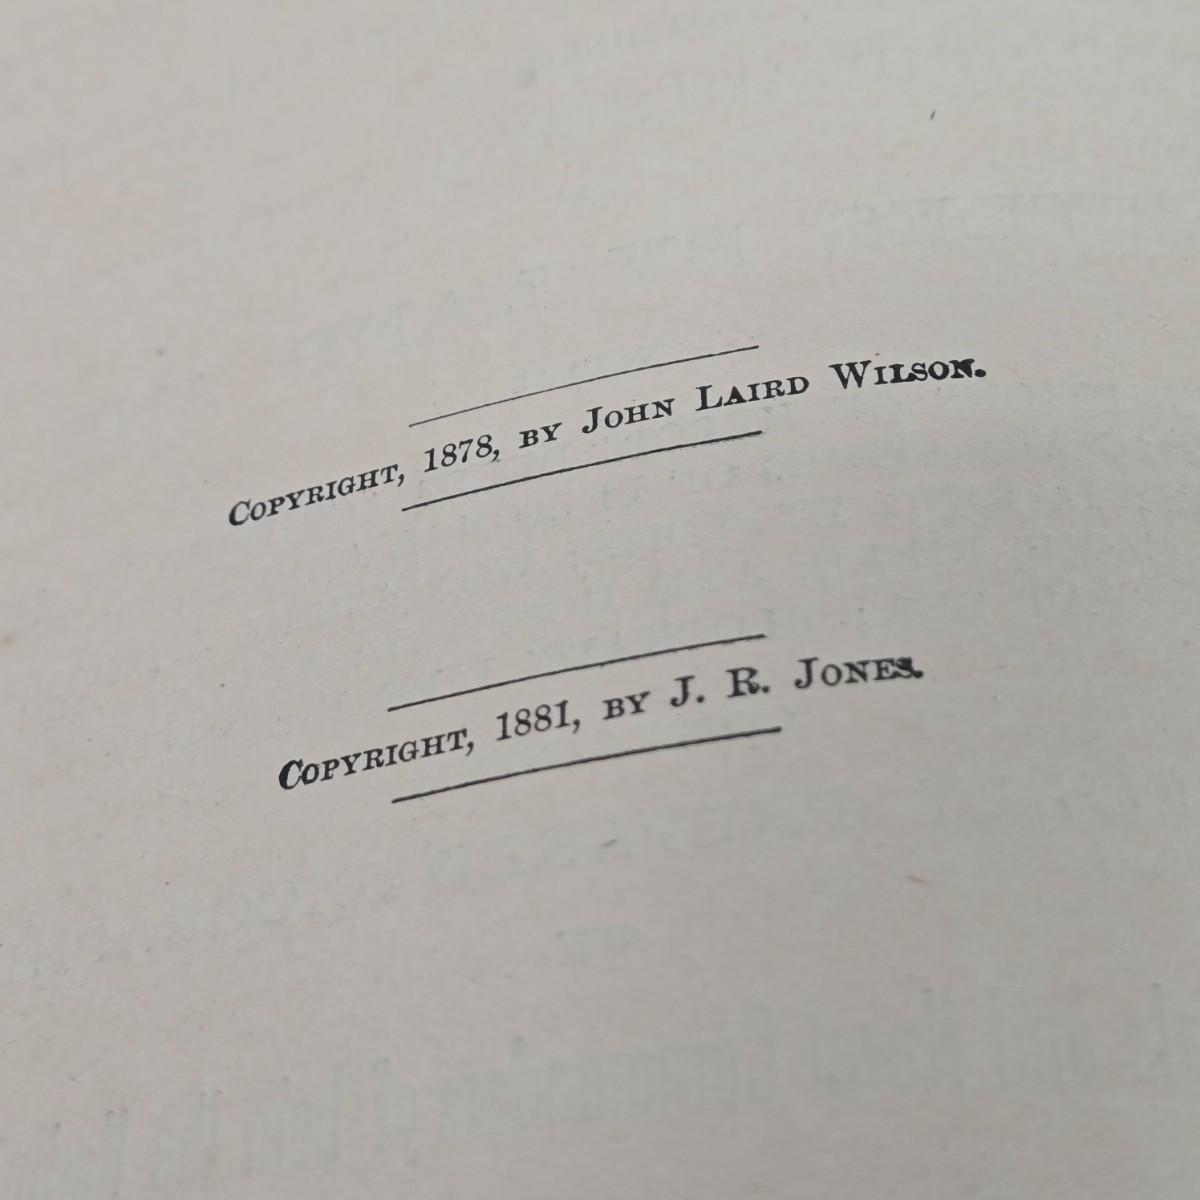 Copyright, 1878, by John Laird Wilson.
Copyright, 1881, by J. R. Jones.